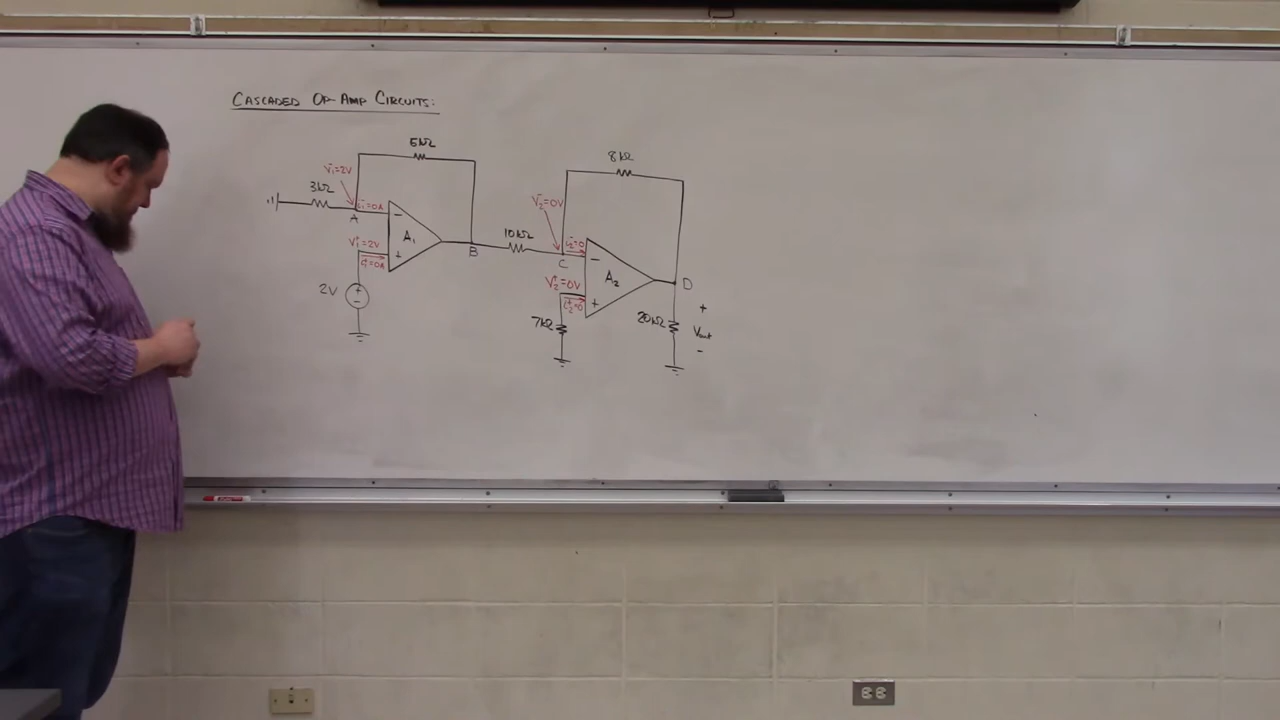 CASCADED OP-AMP CIRCUITS:
5kΩ
V₁⁻=2V
3kΩ
i₁⁻=0A
A
−
A₁
V₁⁺=2V
+
i₁⁺=0A
B
2V
+
−
8kΩ
V₂⁻=0V
10kΩ
i₂⁻=0
C
−
A₂
V₂⁺=0V
+
i₂⁺=0
D
7kΩ
20kΩ
+
Vout
−